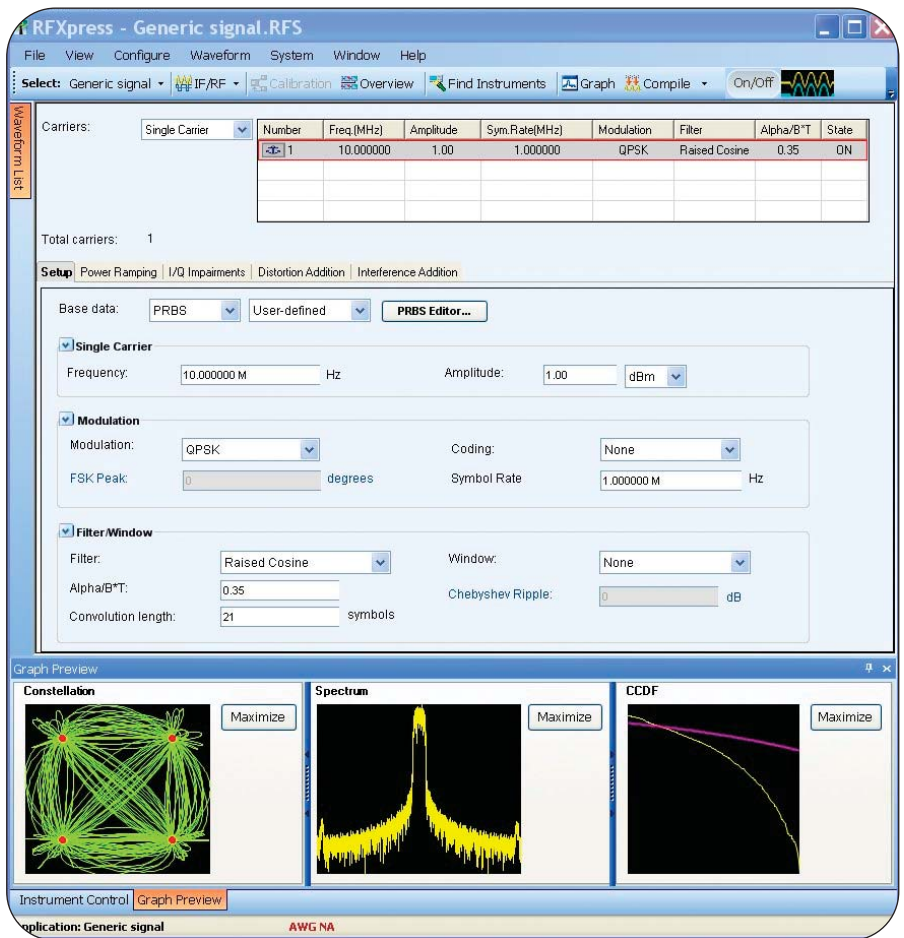 RFXpress - Generic signal.RFS
File View Configure Waveform System Window Help
Select: Generic signal IF/RF Calibration Overview Find Instruments Graph Compile On/Off
Waveform List
Carriers: Single Carrier
Number Freq.(MHz) Amplitude Sym.Rate(MHz) Modulation Filter Alpha/B*T State
1 10.000000 1.00 1.000000 QPSK Raised Cosine 0.35 ON
Total carriers: 1
Setup Power Ramping I/Q Impairments Distortion Addition Interference Addition
Base data: PRBS User-defined PRBS Editor...
Single Carrier
Frequency: 10.000000 M Hz Amplitude: 1.00 dBm
Modulation
Modulation: QPSK Coding: None
FSK Peak: 0 degrees Symbol Rate 1.000000 M Hz
Filter/Window
Filter: Raised Cosine Window: None
Alpha/B*T: 0.35 Chebyshev Ripple: 0 dB
Convolution length: 21 symbols
Graph Preview
Constellation Spectrum CCDF
Maximize Maximize Maximize
Instrument Control Graph Preview
pplication: Generic signal AWG NA